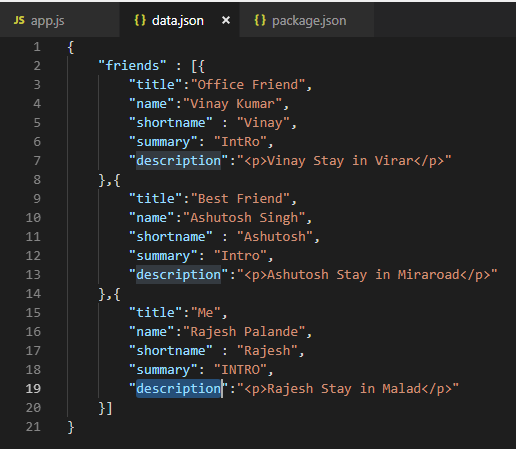 JS app.js {} data.json × {} package.json
1 {
2 "friends" : [{
3 "title":"Office Friend",
4 "name":"Vinay Kumar",
5 "shortname" : "Vinay",
6 "summary": "IntRo",
7 "description":"<p>Vinay Stay in Virar</p>"
8 },{
9 "title":"Best Friend",
10 "name":"Ashutosh Singh",
11 "shortname" : "Ashutosh",
12 "summary": "Intro",
13 "description":"<p>Ashutosh Stay in Miraroad</p>"
14 },{
15 "title":"Me",
16 "name":"Rajesh Palande",
17 "shortname" : "Rajesh",
18 "summary": "INTRO",
19 "description":"<p>Rajesh Stay in Malad</p>"
20 }]
21 }